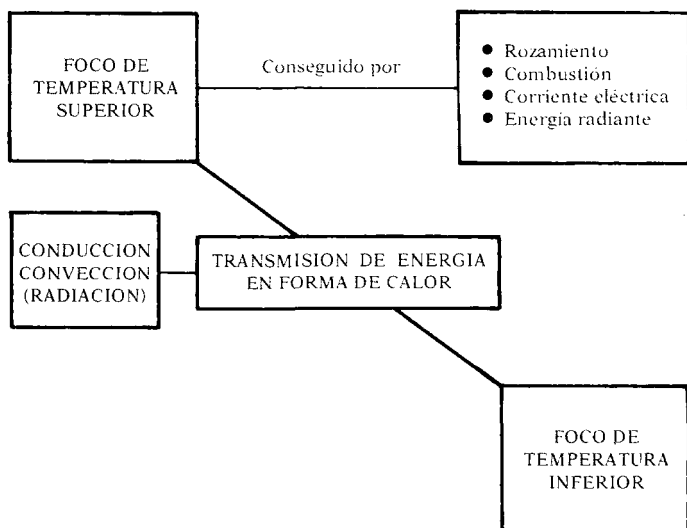 FOCO DE
TEMPERATURA
SUPERIOR
Conseguido por
● Rozamiento
● Combustión
● Corriente eléctrica
● Energía radiante
CONDUCCION
CONVECCION
(RADIACION)
TRANSMISION DE ENERGIA
EN FORMA DE CALOR
FOCO DE
TEMPERATURA
INFERIOR